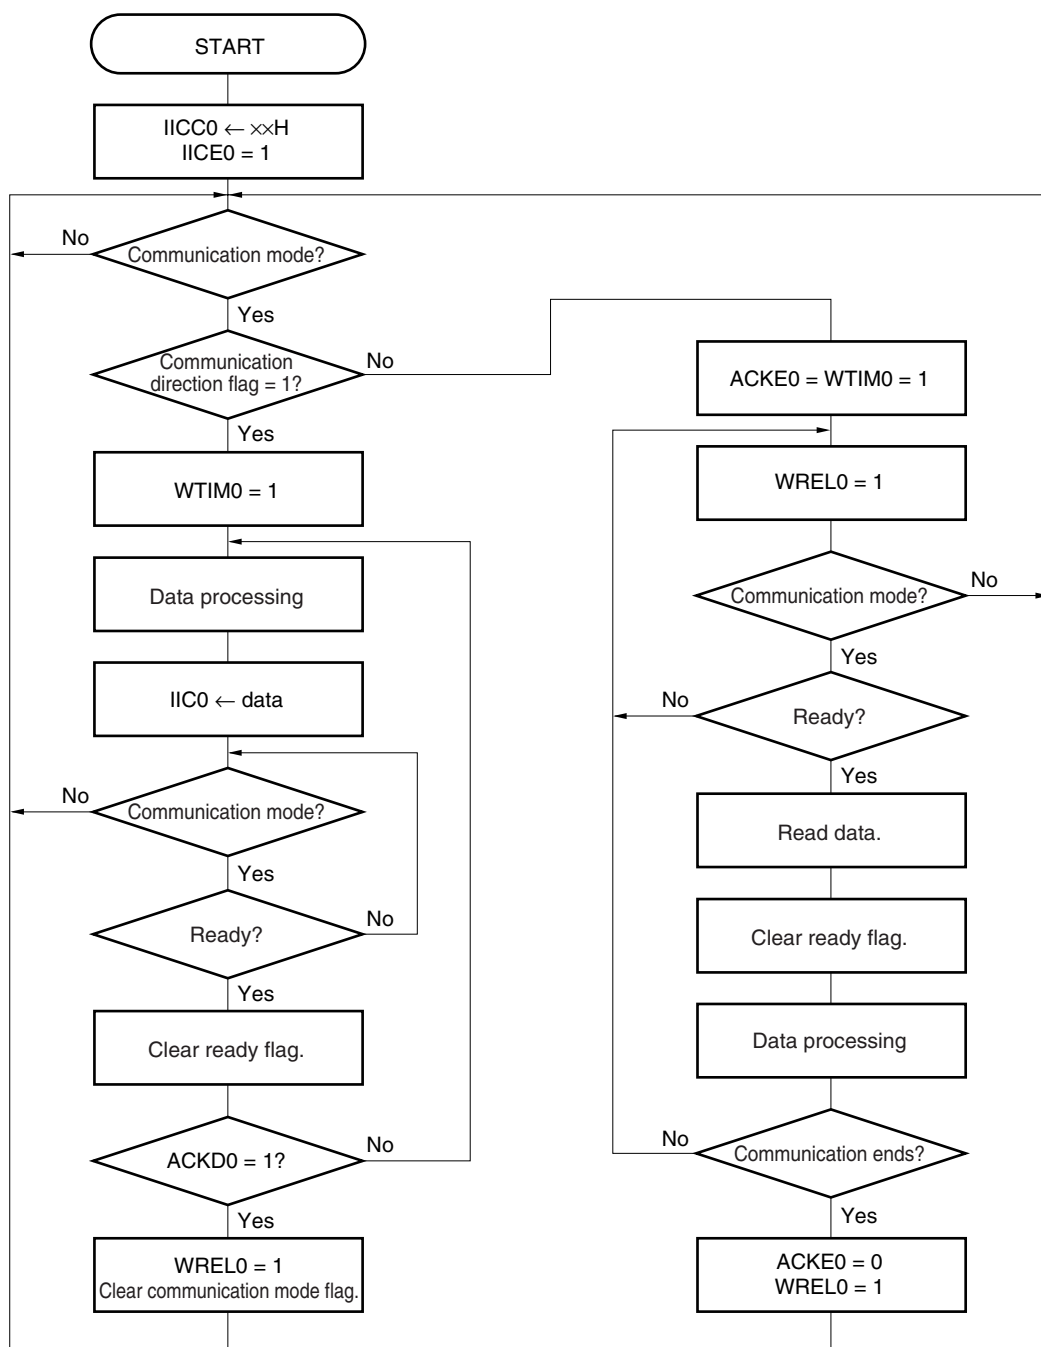 START
IICC0 ← ××H
IICE0 = 1
No
Communication mode?
Yes
Communication
direction flag = 1?
No
Yes
WTIM0 = 1
Data processing
IIC0 ← data
No
Communication mode?
Yes
Ready?
No
Yes
Clear ready flag.
ACKD0 = 1?
No
Yes
WREL0 = 1
Clear communication mode flag.
ACKE0 = WTIM0 = 1
WREL0 = 1
Communication mode?
No
Yes
No
Ready?
Yes
Read data.
Clear ready flag.
Data processing
No
Communication ends?
Yes
ACKE0 = 0
WREL0 = 1